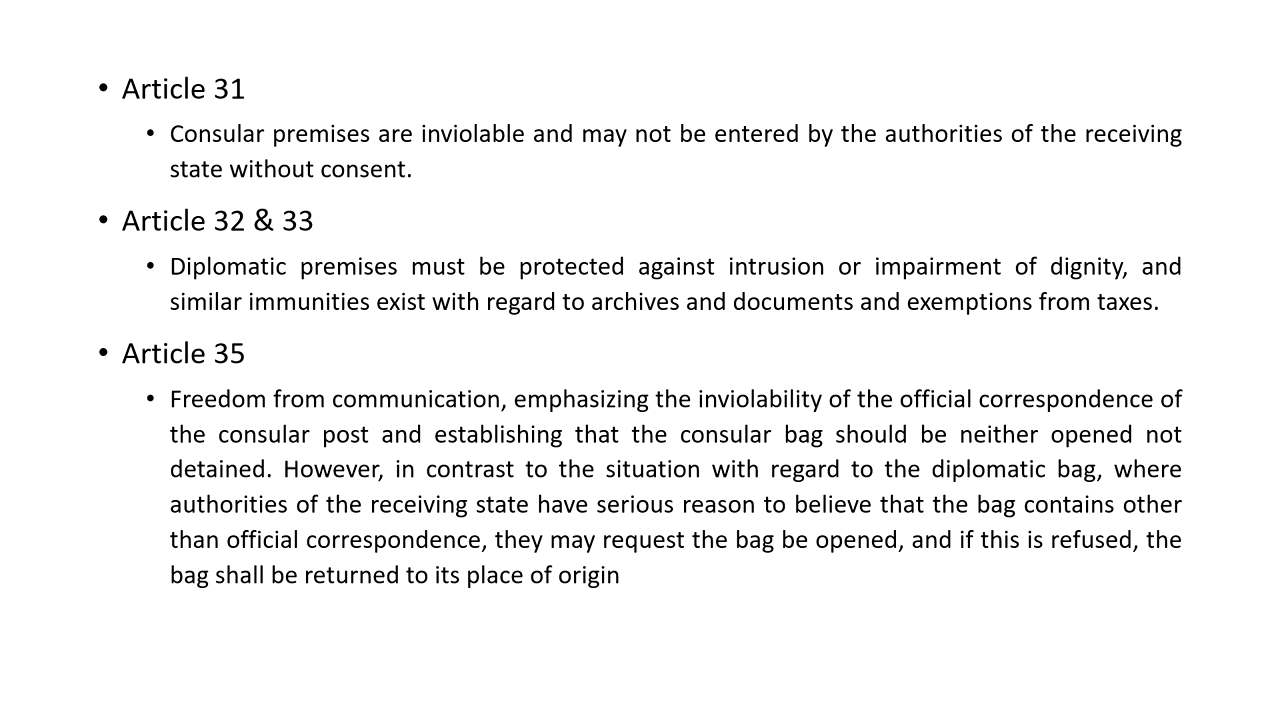 • Article 31
• Consular premises are inviolable and may not be entered by the authorities of the receiving
state without consent.
• Article 32 & 33
• Diplomatic premises must be protected against intrusion or impairment of dignity, and
similar immunities exist with regard to archives and documents and exemptions from taxes.
• Article 35
• Freedom from communication, emphasizing the inviolability of the official correspondence of
the consular post and establishing that the consular bag should be neither opened not
detained. However, in contrast to the situation with regard to the diplomatic bag, where
authorities of the receiving state have serious reason to believe that the bag contains other
than official correspondence, they may request the bag be opened, and if this is refused, the
bag shall be returned to its place of origin